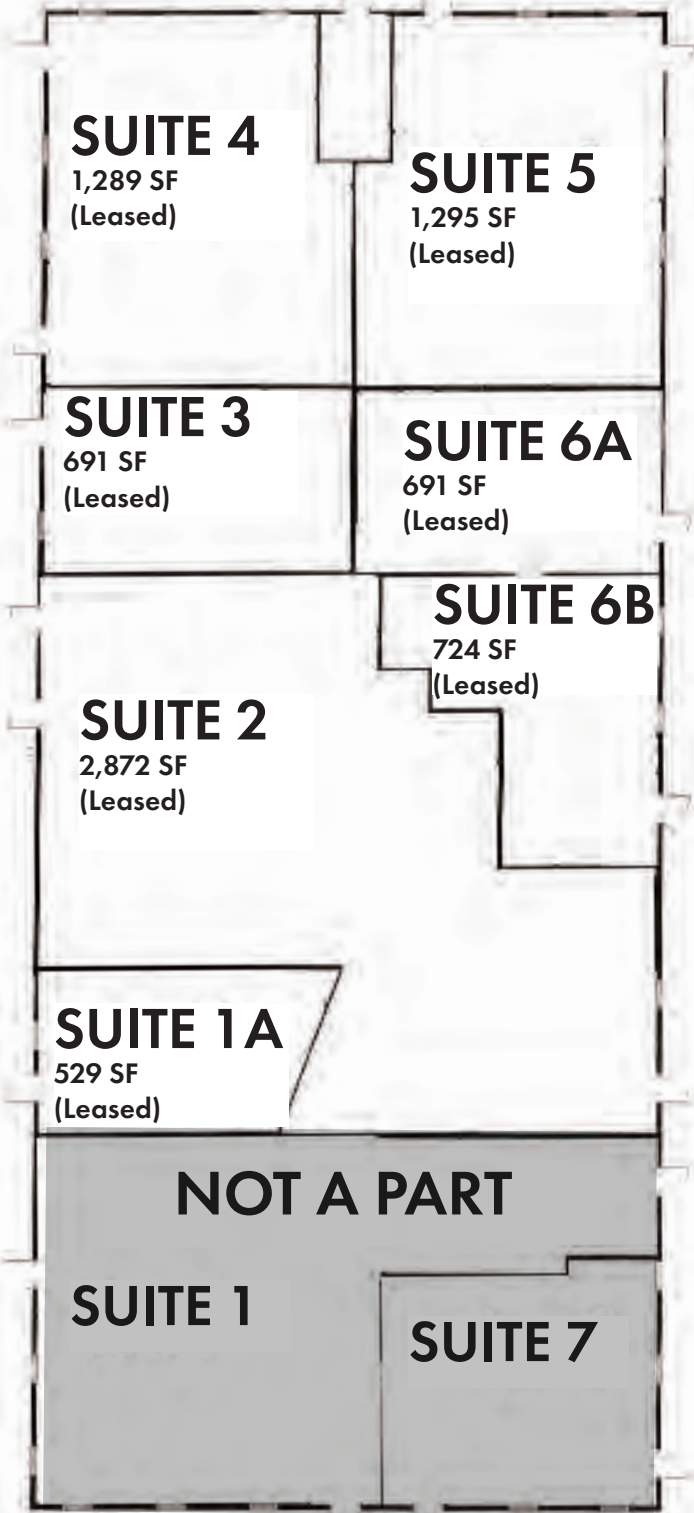 SUITE 4
1,289 SF
(Leased)
SUITE 5
1,295 SF
(Leased)
SUITE 3
691 SF
(Leased)
SUITE 6A
691 SF
(Leased)
SUITE 6B
724 SF
(Leased)
SUITE 2
2,872 SF
(Leased)
SUITE 1A
529 SF
(Leased)
NOT A PART
SUITE 1
SUITE 7